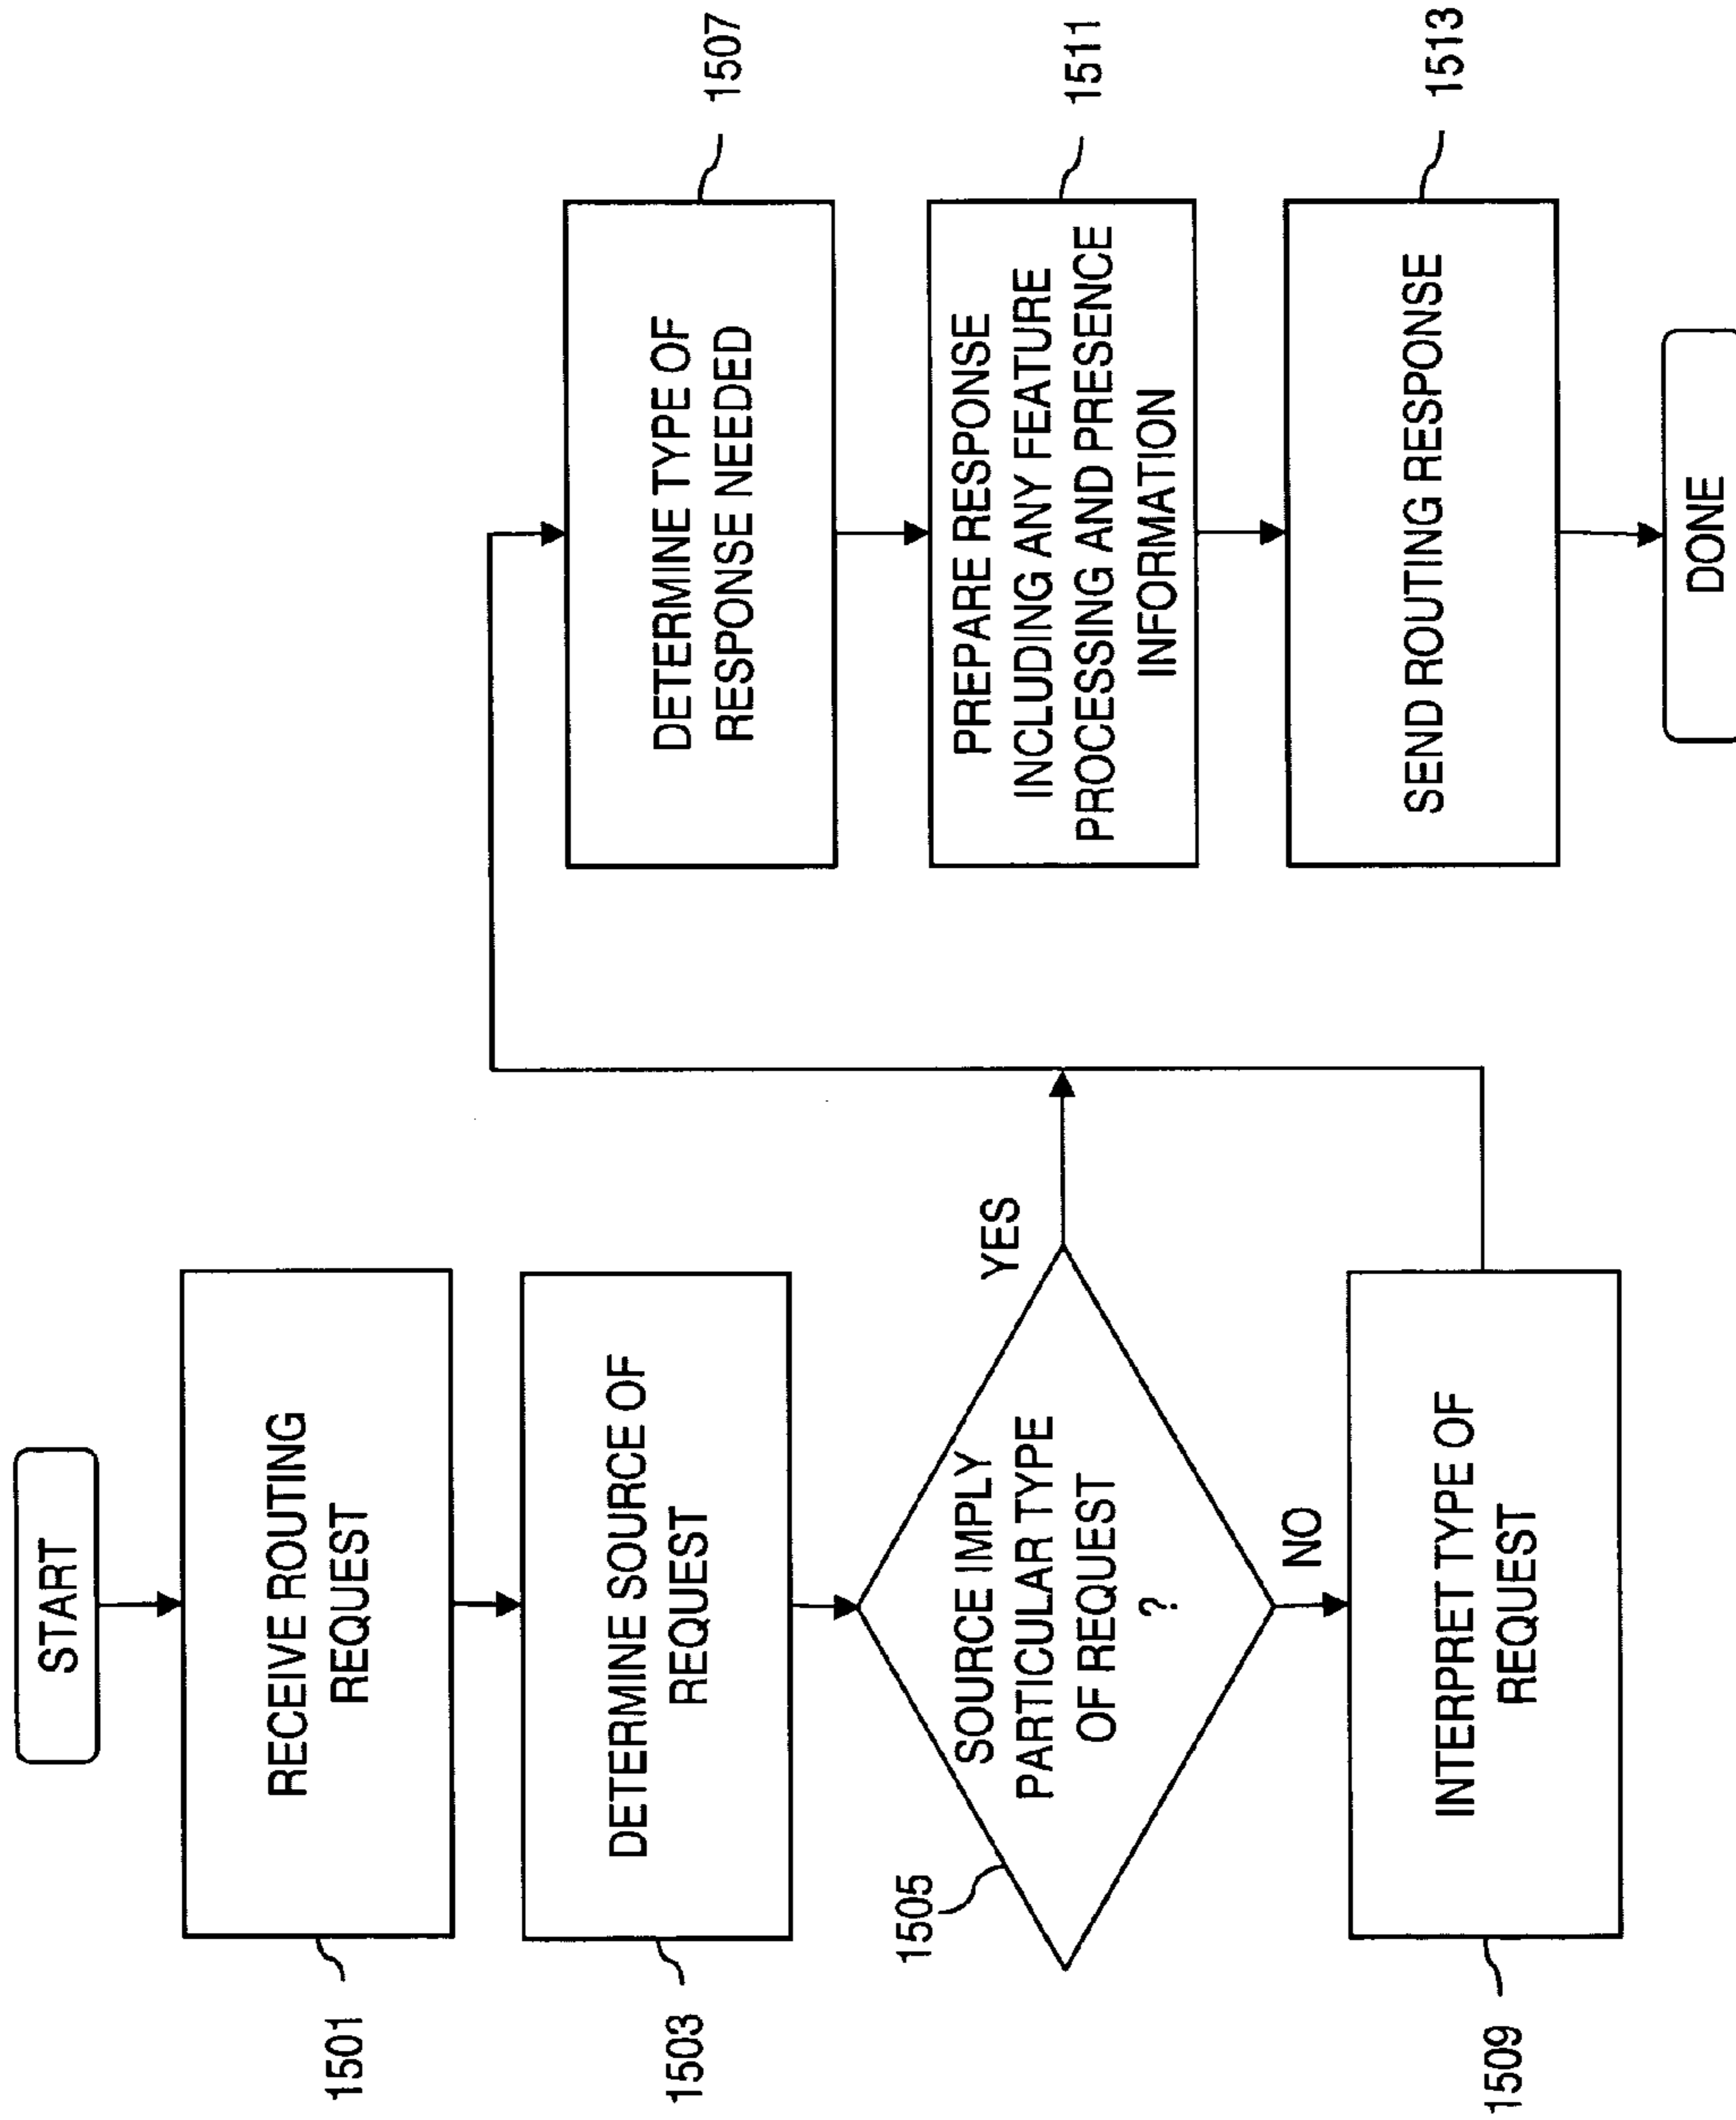 START
RECEIVE ROUTING
REQUEST
1501
DETERMINE SOURCE OF
REQUEST
1503
SOURCE IMPLY
PARTICULAR TYPE
OF REQUEST
?
1505
YES
NO
INTERPRET TYPE OF
REQUEST
1509
DETERMINE TYPE OF
RESPONSE NEEDED
1507
PREPARE RESPONSE
INCLUDING ANY FEATURE
PROCESSING AND PRESENCE
INFORMATION
1511
SEND ROUTING RESPONSE
1513
DONE